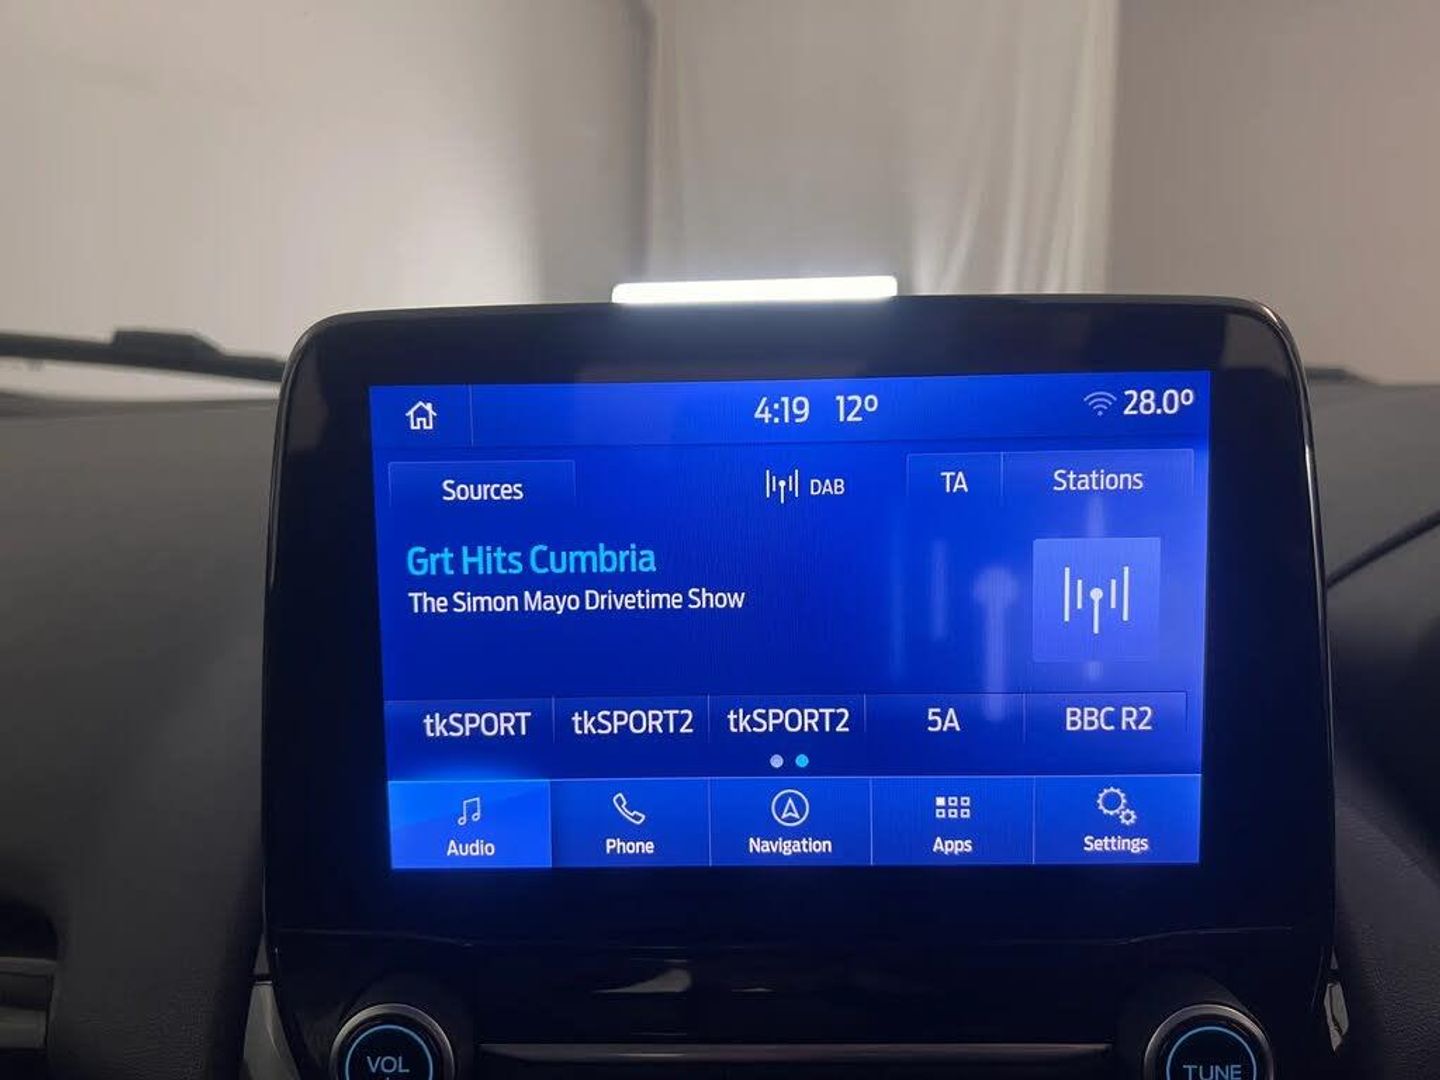 4:19 12º 28.0º
Sources DAB TA Stations
Grt Hits Cumbria
The Simon Mayo Drivetime Show
tkSPORT tkSPORT2 tkSPORT2 5A BBC R2
Audio Phone Navigation Apps Settings
VOL TUNE